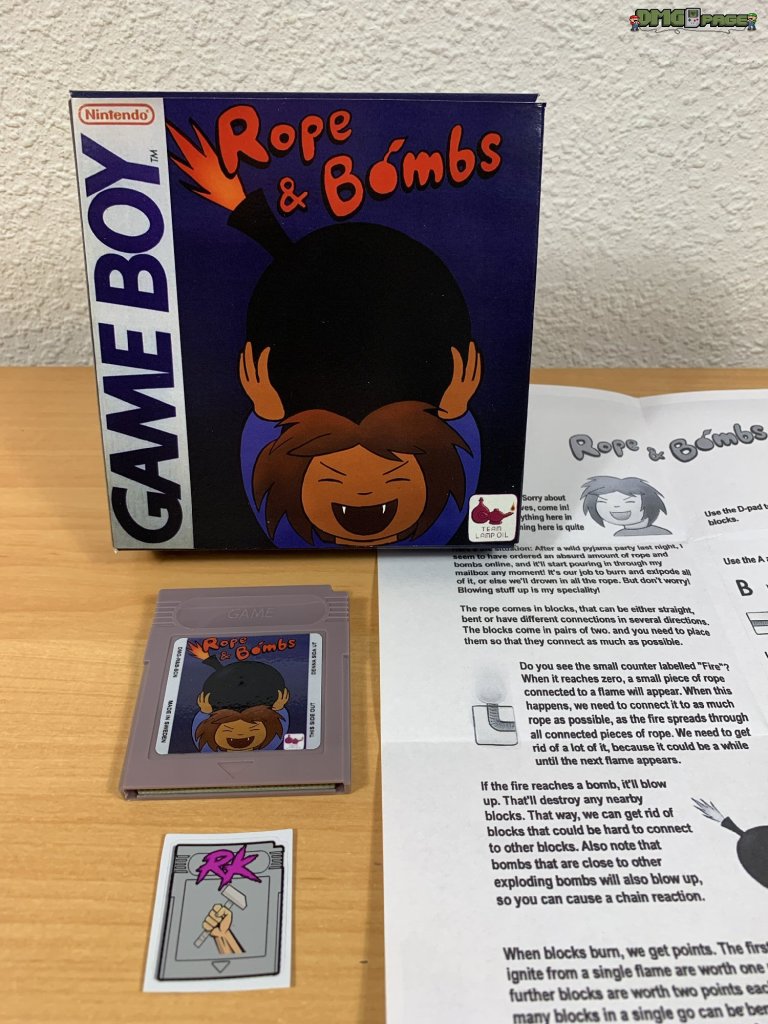 DMG PAGE
Nintendo
GAME BOY
TM
Rope
& Bombs
TEAM
LAMP OIL
GAME
Rope
& Bombs
DMG-RNB-SCN
MADE IN SWEDEN
DENNA SIDA UT
THIS SIDE OUT
RK
Rope & Bombs
Sorry about
ves, come in!
ything here in
ning here is quite
situation: After a wild pyjama party last night, I
seem to have ordered an absurd amount of rops and
bombs online, and it'll start pouring in through my
mailbox any moment! It's our job to burn and exlpods all
of it, or else we'll drown in all the rope. But don't worry!
Blowing stuff up is my speciality!
The rope comes in blocks, that can be either straight,
bent or have different connections in several directions.
The blocks come in pairs of two. and you need to place
them so that they connect as much as possible.
Do you see the small counter labelled "Fire"?
When it reaches zero, a small piece of rope
connected to a flame will appear. When this
happens, we need to connect it to as much
rope as possible, as the fire spreads through
all connected pieces of rope. We need to get
rid of a lot of it, because it could be a while
until the next flame appears.
If the fire reaches a bomb, it'll blow
up. That'll destroy any nearby
blocks. That way, we can get rid of
blocks that could be hard to connect
to other blocks. Also note that
bombs that are close to other
exploding bombs will also blow up,
so you can cause a chain reaction.
When blocks burn, we get points. The firs
ignite from a single flame are worth one
further blocks are worth two points eac
many blocks in a single go can be ben
Use the D-pad t
blocks.
Use the A a
B